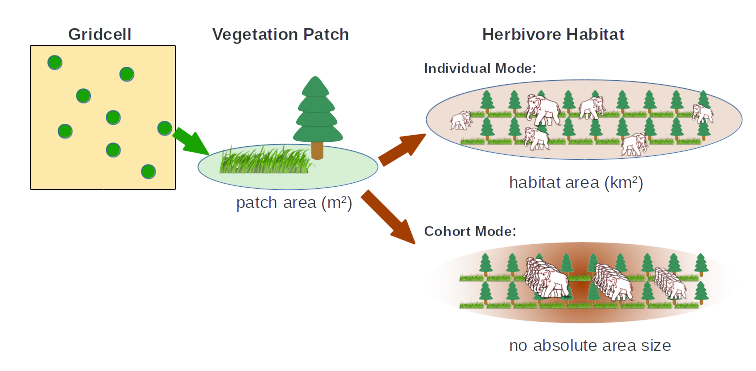 Gridcell
Vegetation Patch
Herbivore Habitat
Individual Mode:
patch area (m²)
habitat area (km²)
Cohort Mode:
no absolute area size